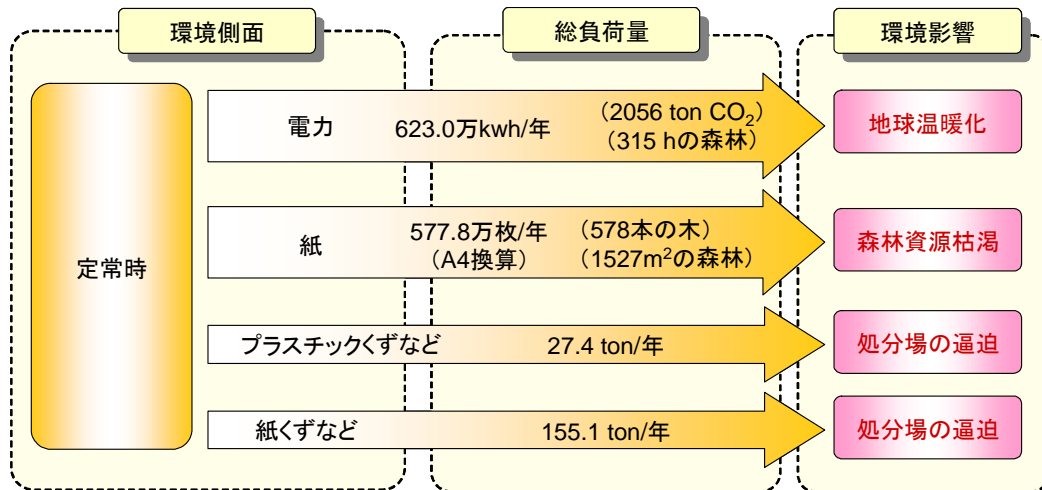 環境側面
総負荷量
環境影響
定常時
電力
623.0万kwh/年
(2056 ton CO₂)
(315 hの森林)
地球温暖化
紙
577.8万枚/年
(A4換算)
(578本の木)
(1527m²の森林)
森林資源枯渇
プラスチックくずなど
27.4 ton/年
処分場の逼迫
紙くずなど
155.1 ton/年
処分場の逼迫